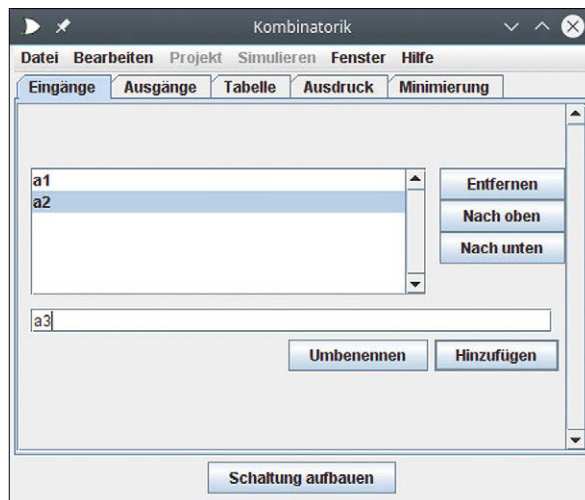 Kombinatorik
Datei Bearbeiten Projekt Simulieren Fenster Hilfe
Eingänge Ausgänge Tabelle Ausdruck Minimierung
a1
a2
Entfernen
Nach oben
Nach unten
a3
Umbenennen Hinzufügen
Schaltung aufbauen